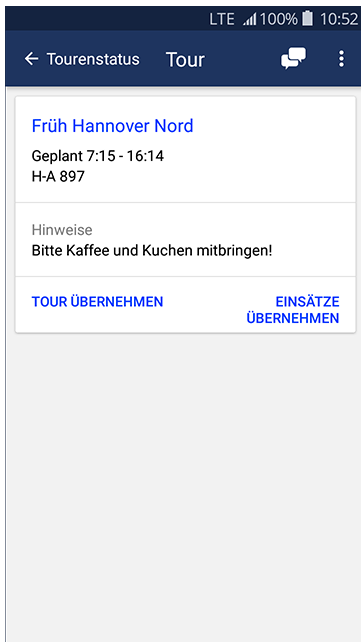 LTE 100% 10:52
Tourenstatus Tour
Früh Hannover Nord
Geplant 7:15 - 16:14
H-A 897
Hinweise
Bitte Kaffee und Kuchen mitbringen!
TOUR ÜBERNEHMEN
EINSÄTZE
ÜBERNEHMEN